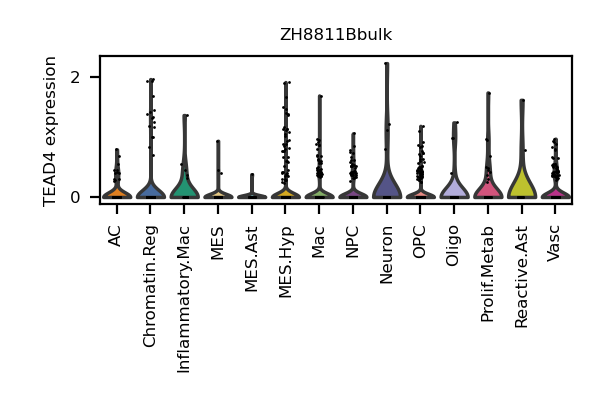 ZH8811Bbulk
TEAD4 expression
2
0
AC
Chromatin.Reg
Inflammatory.Mac
MES
MES.Ast
MES.Hyp
Mac
NPC
Neuron
OPC
Oligo
Prolif.Metab
Reactive.Ast
Vasc